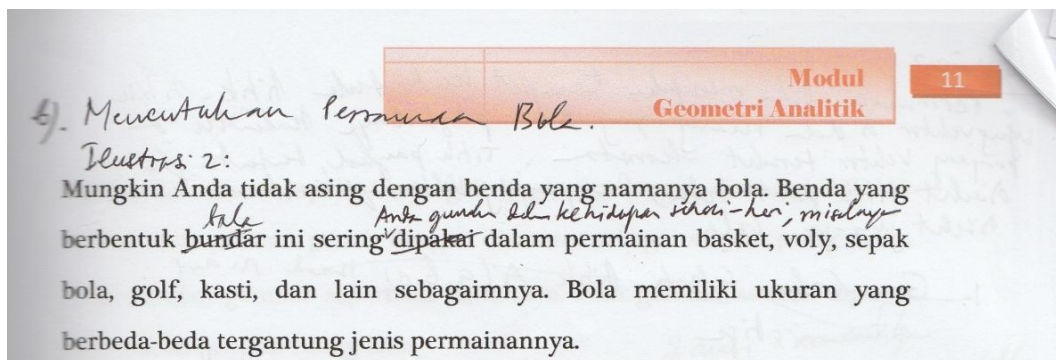 Modul
11
Geometri Analitik
b). Menentukan Persamaan Bola.
Ilustrasi 2:
Mungkin Anda tidak asing dengan benda yang namanya bola. Benda yang
bola Anda gunakan dlm kehidupan sehari-hari, misalnya
berbentuk bundar ini sering dipakai dalam permainan basket, voly, sepak
bola, golf, kasti, dan lain sebagaimnya. Bola memiliki ukuran yang
berbeda-beda tergantung jenis permainannya.